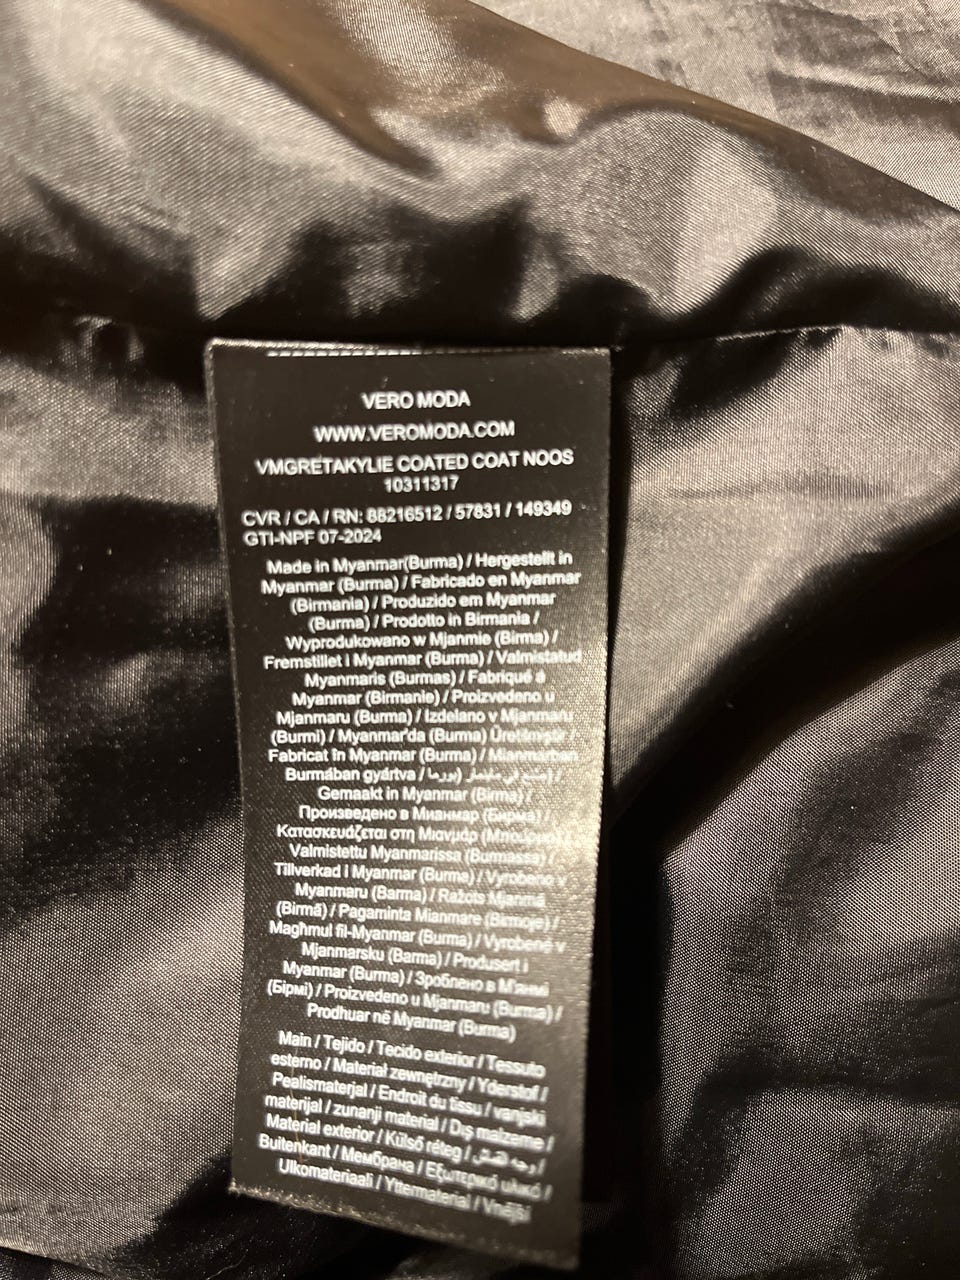 VERO MODA
WWW.VEROMODA.COM
VMGRETAKYLIE COATED COAT NOOS
10311317
CVR / CA / RN: 88216512 / 57831 / 149349
GTI-NPF 07-2024
Made in Myanmar(Burma) / Hergestellt in
Myanmar (Burma) / Fabricado en Myanmar
(Birmania) / Produzido em Myanmar
(Burma) / Prodotto in Birmania /
Wyprodukowano w Mjanmie (Birma) /
Fremstillet i Myanmar (Burma) / Valmistatud
Myanmaris (Burmas) / Fabriqué à
Myanmar (Birmanie) / Proizvedeno u
Mjanmaru (Burma) / Izdelano v Mjanmaru
(Burmi) / Myanmar'da (Burma) Üretilmiştir /
Fabricat în Myanmar (Burma) / Mianmarban
Burmában gyártva /
Gemaakt in Myanmar (Birma) /
Произведено в Мианмар (Бирма) /
Κατασκευάζεται στη Μιανμάρ
Valmistettu Myanmarissa (Burmassa) /
Tillverkad i Myanmar (Burma) / Vyrobeno v
Myanmaru (Barma) / Ražots Mjanmā
(Birmā) / Pagaminta Mianmare (Birmoje) /
Magħmul fil-Myanmar (Burma) / Vyrobené v
Mjanmarsku (Barma) / Produsert i
Myanmar (Burma) / Зроблено в М'янмі
(Бірмі) / Proizvedeno u Mjanmaru (Burma) /
Prodhuar në Myanmar (Burma)
Main / Tejido / Tecido exterior / Tessuto
esterno / Materiał zewnętrzny / Yderstof /
Pealismaterjal / Endroit du tissu / vanjski
materijal / zunanji material / Dış malzeme /
Material exterior / Külső réteg /
Buitenkant / Мембрана / Εξωτερικό υλικό /
Ulkomateriaali / Yttermaterial / Vnější